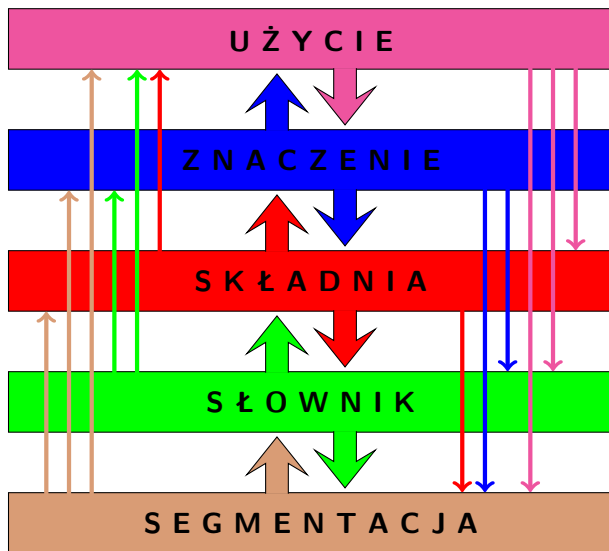 UŻYCIE
ZNACZENIE
SKŁADNIA
SŁOWNIK
SEGMENTACJA